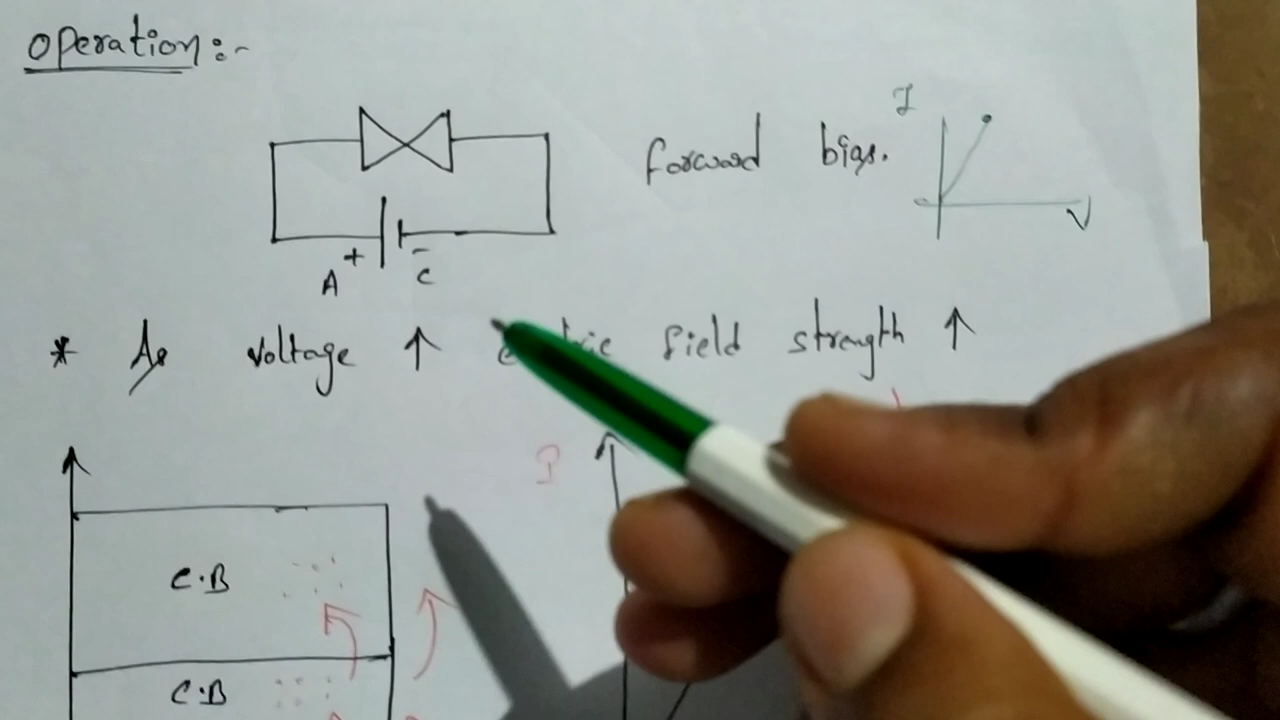 Operation:-
I
forward bias.
V
+ -
A C
* As voltage ↑ field strength ↑
C.B
C.B